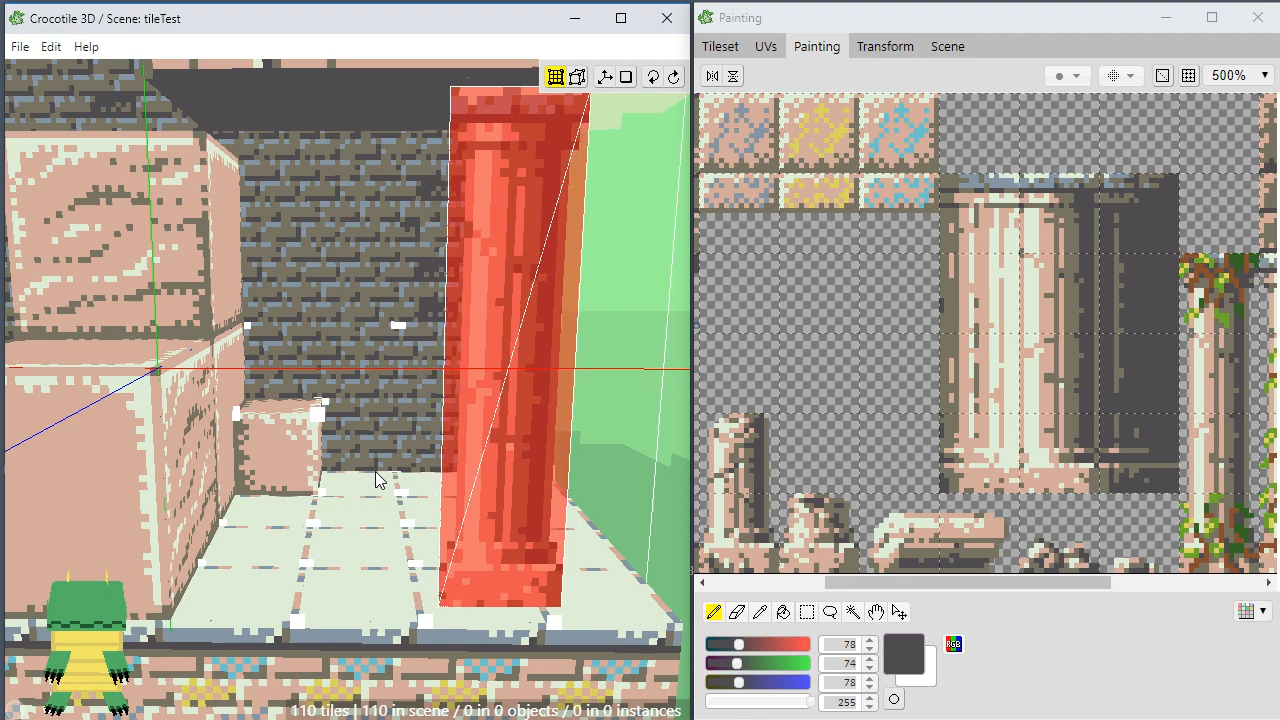 Crocotile 3D / Scene: tileTest
File Edit Help
110 tiles | 110 in scene / 0 in 0 objects / 0 in 0 instances
Painting
Tileset UVs Painting Transform Scene
500%
78
74
78
255
RGB